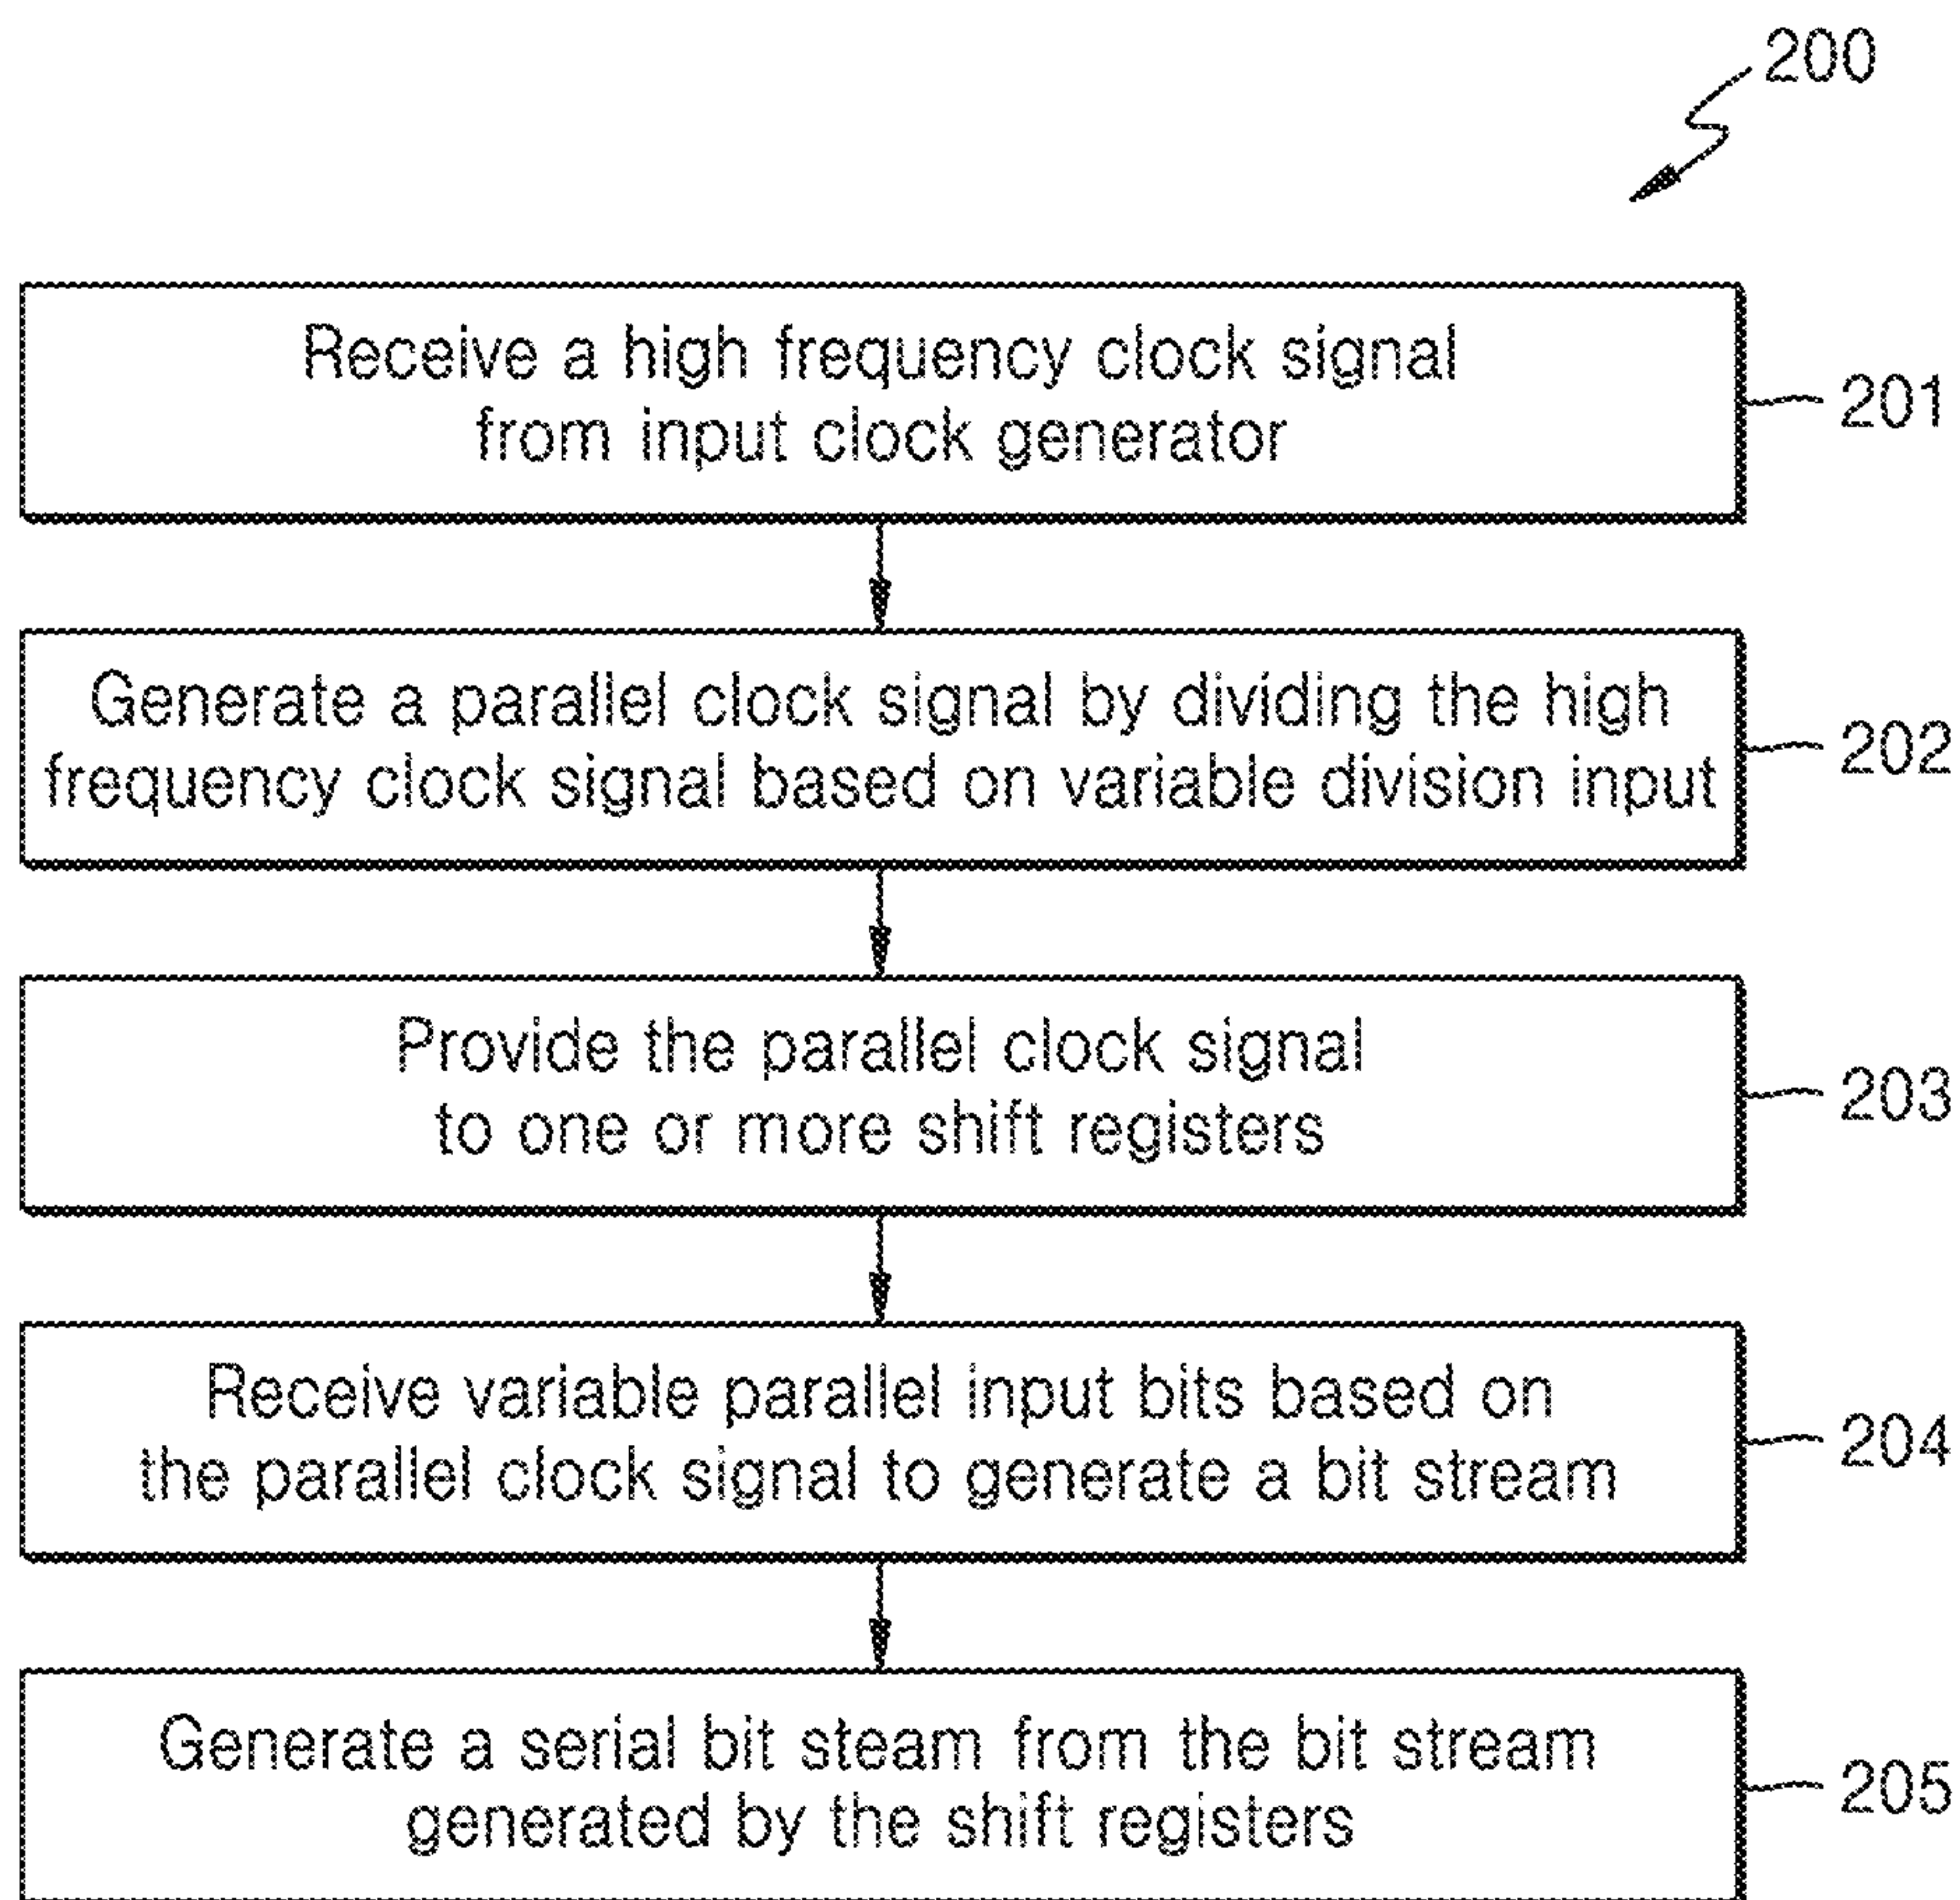 200
Receive a high frequency clock signal
from input clock generator
201
Generate a parallel clock signal by dividing the high
frequency clock signal based on variable division input
202
Provide the parallel clock signal
to one or more shift registers
203
Receive variable parallel input bits based on
the parallel clock signal to generate a bit stream
204
Generate a serial bit steam from the bit stream
generated by the shift registers
205